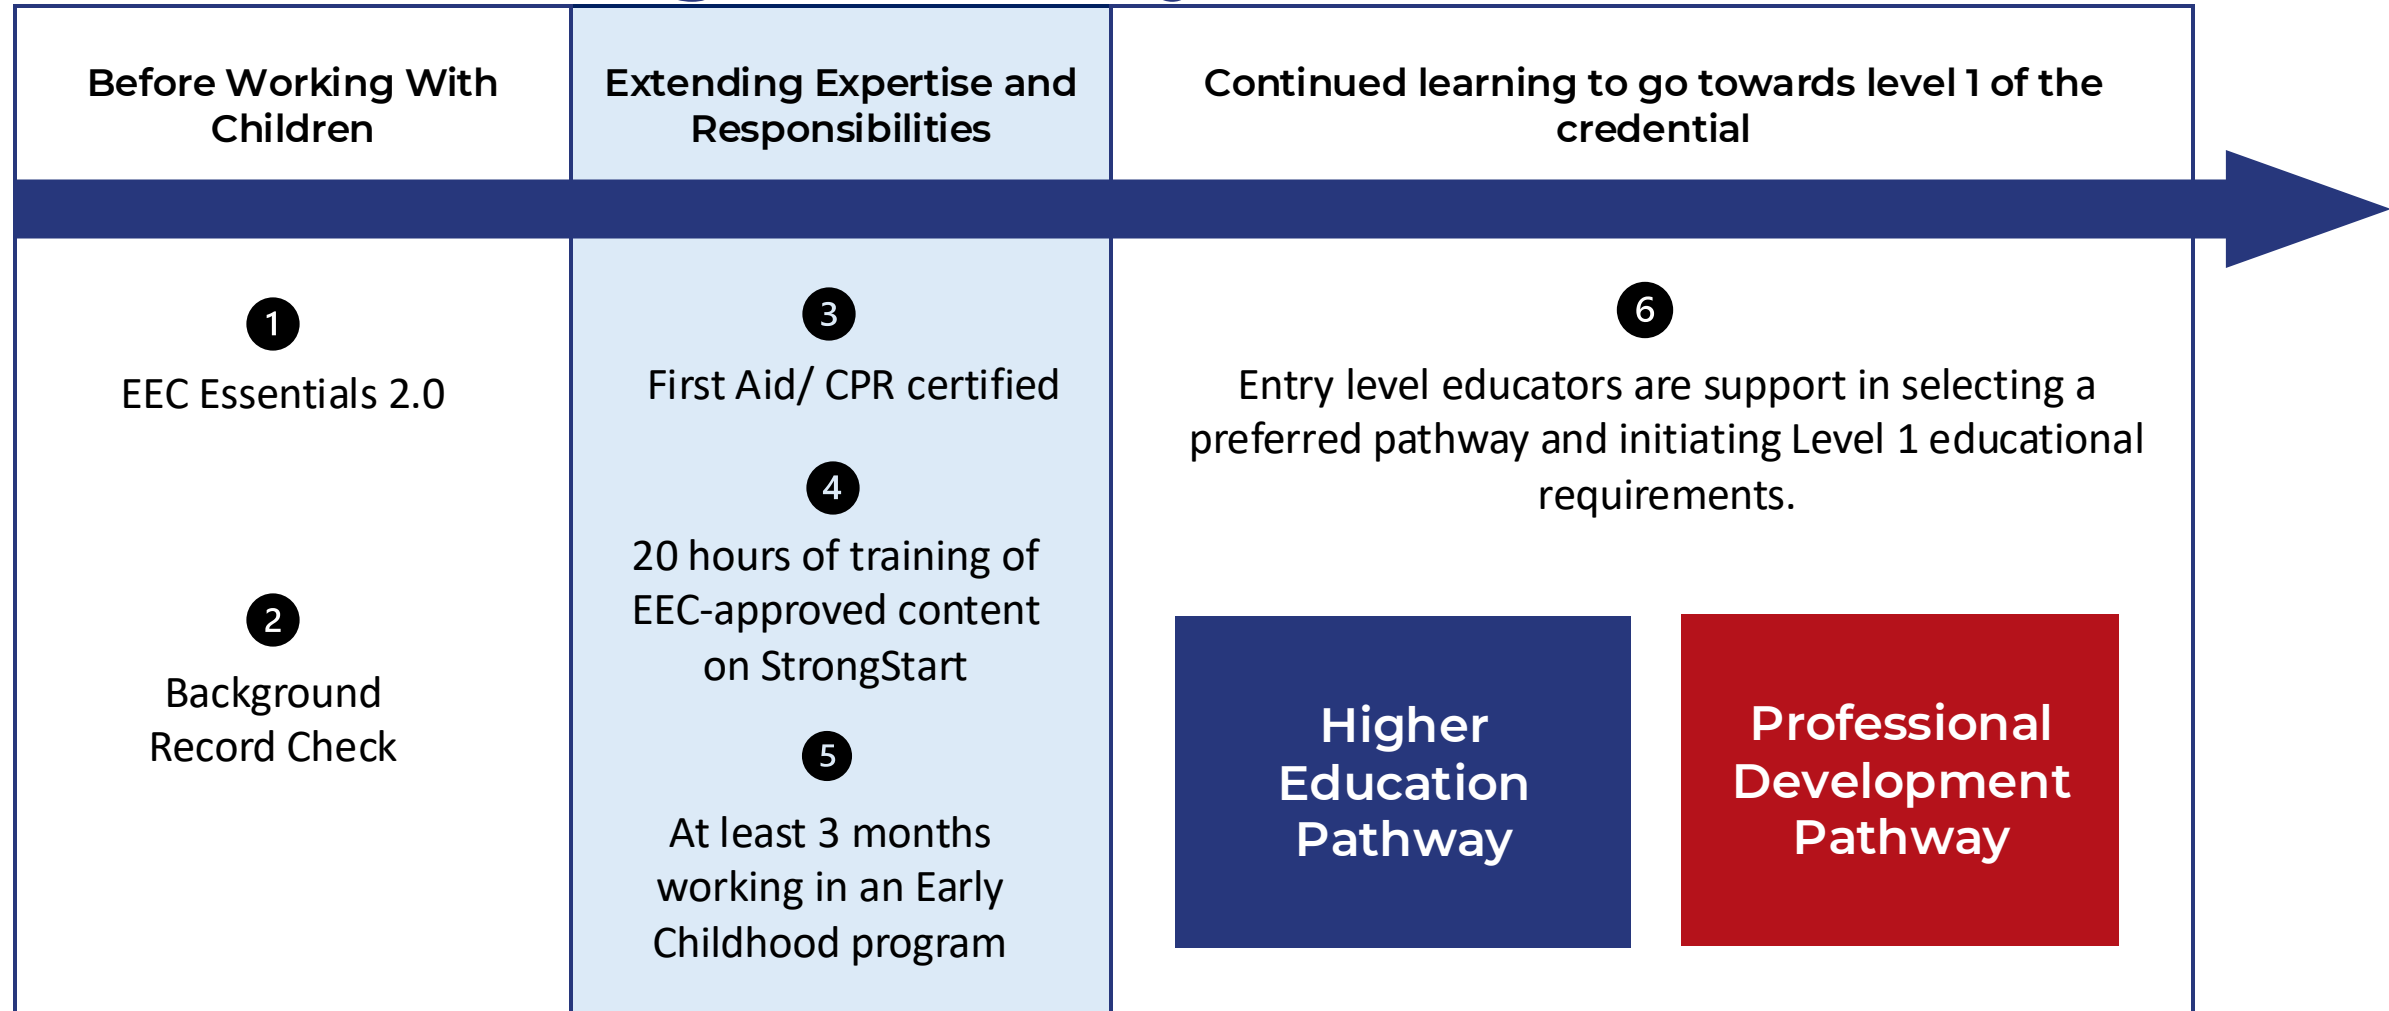 Before Working With
Children
Extending Expertise and
Responsibilities
Continued learning to go towards level 1 of the
credential
1
EEC Essentials 2.0
2
Background
Record Check
3
First Aid/ CPR certified
4
20 hours of training of
EEC-approved content
on StrongStart
5
At least 3 months
working in an Early
Childhood program
6
Entry level educators are support in selecting a
preferred pathway and initiating Level 1 educational
requirements.
Higher
Education
Pathway
Professional
Development
Pathway